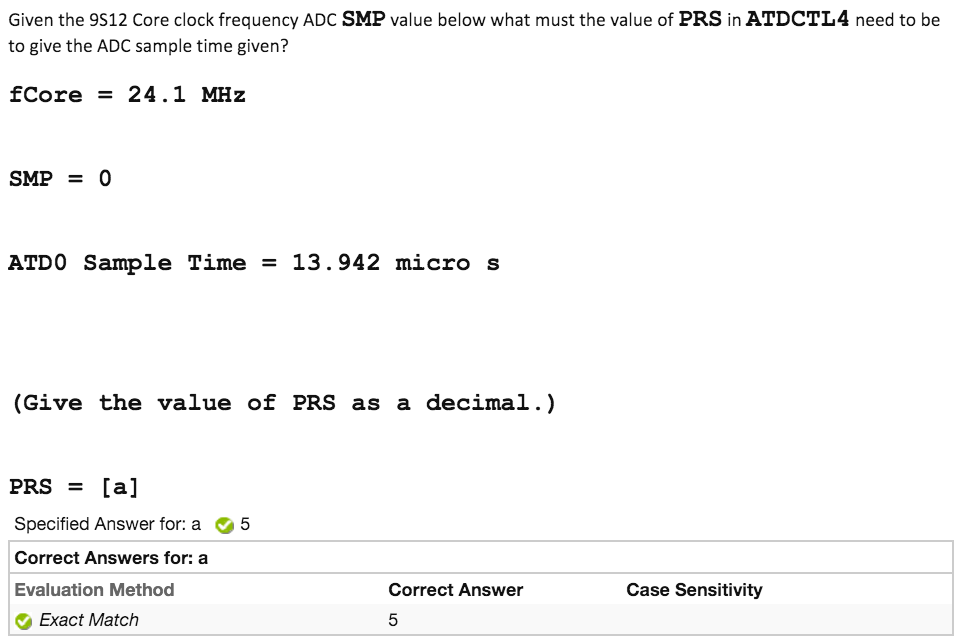 Given the 9S12 Core clock frequency ADC SMP value below what must the value of PRS in ATDCTL4 need to be
to give the ADC sample time given?
fCore = 24.1 MHz
SMP = 0
ATD0 Sample Time = 13.942 micro s
(Give the value of PRS as a decimal.)
PRS = [a]
Specified Answer for: a 5
Correct Answers for: a
Evaluation Method Correct Answer Case Sensitivity
Exact Match 5